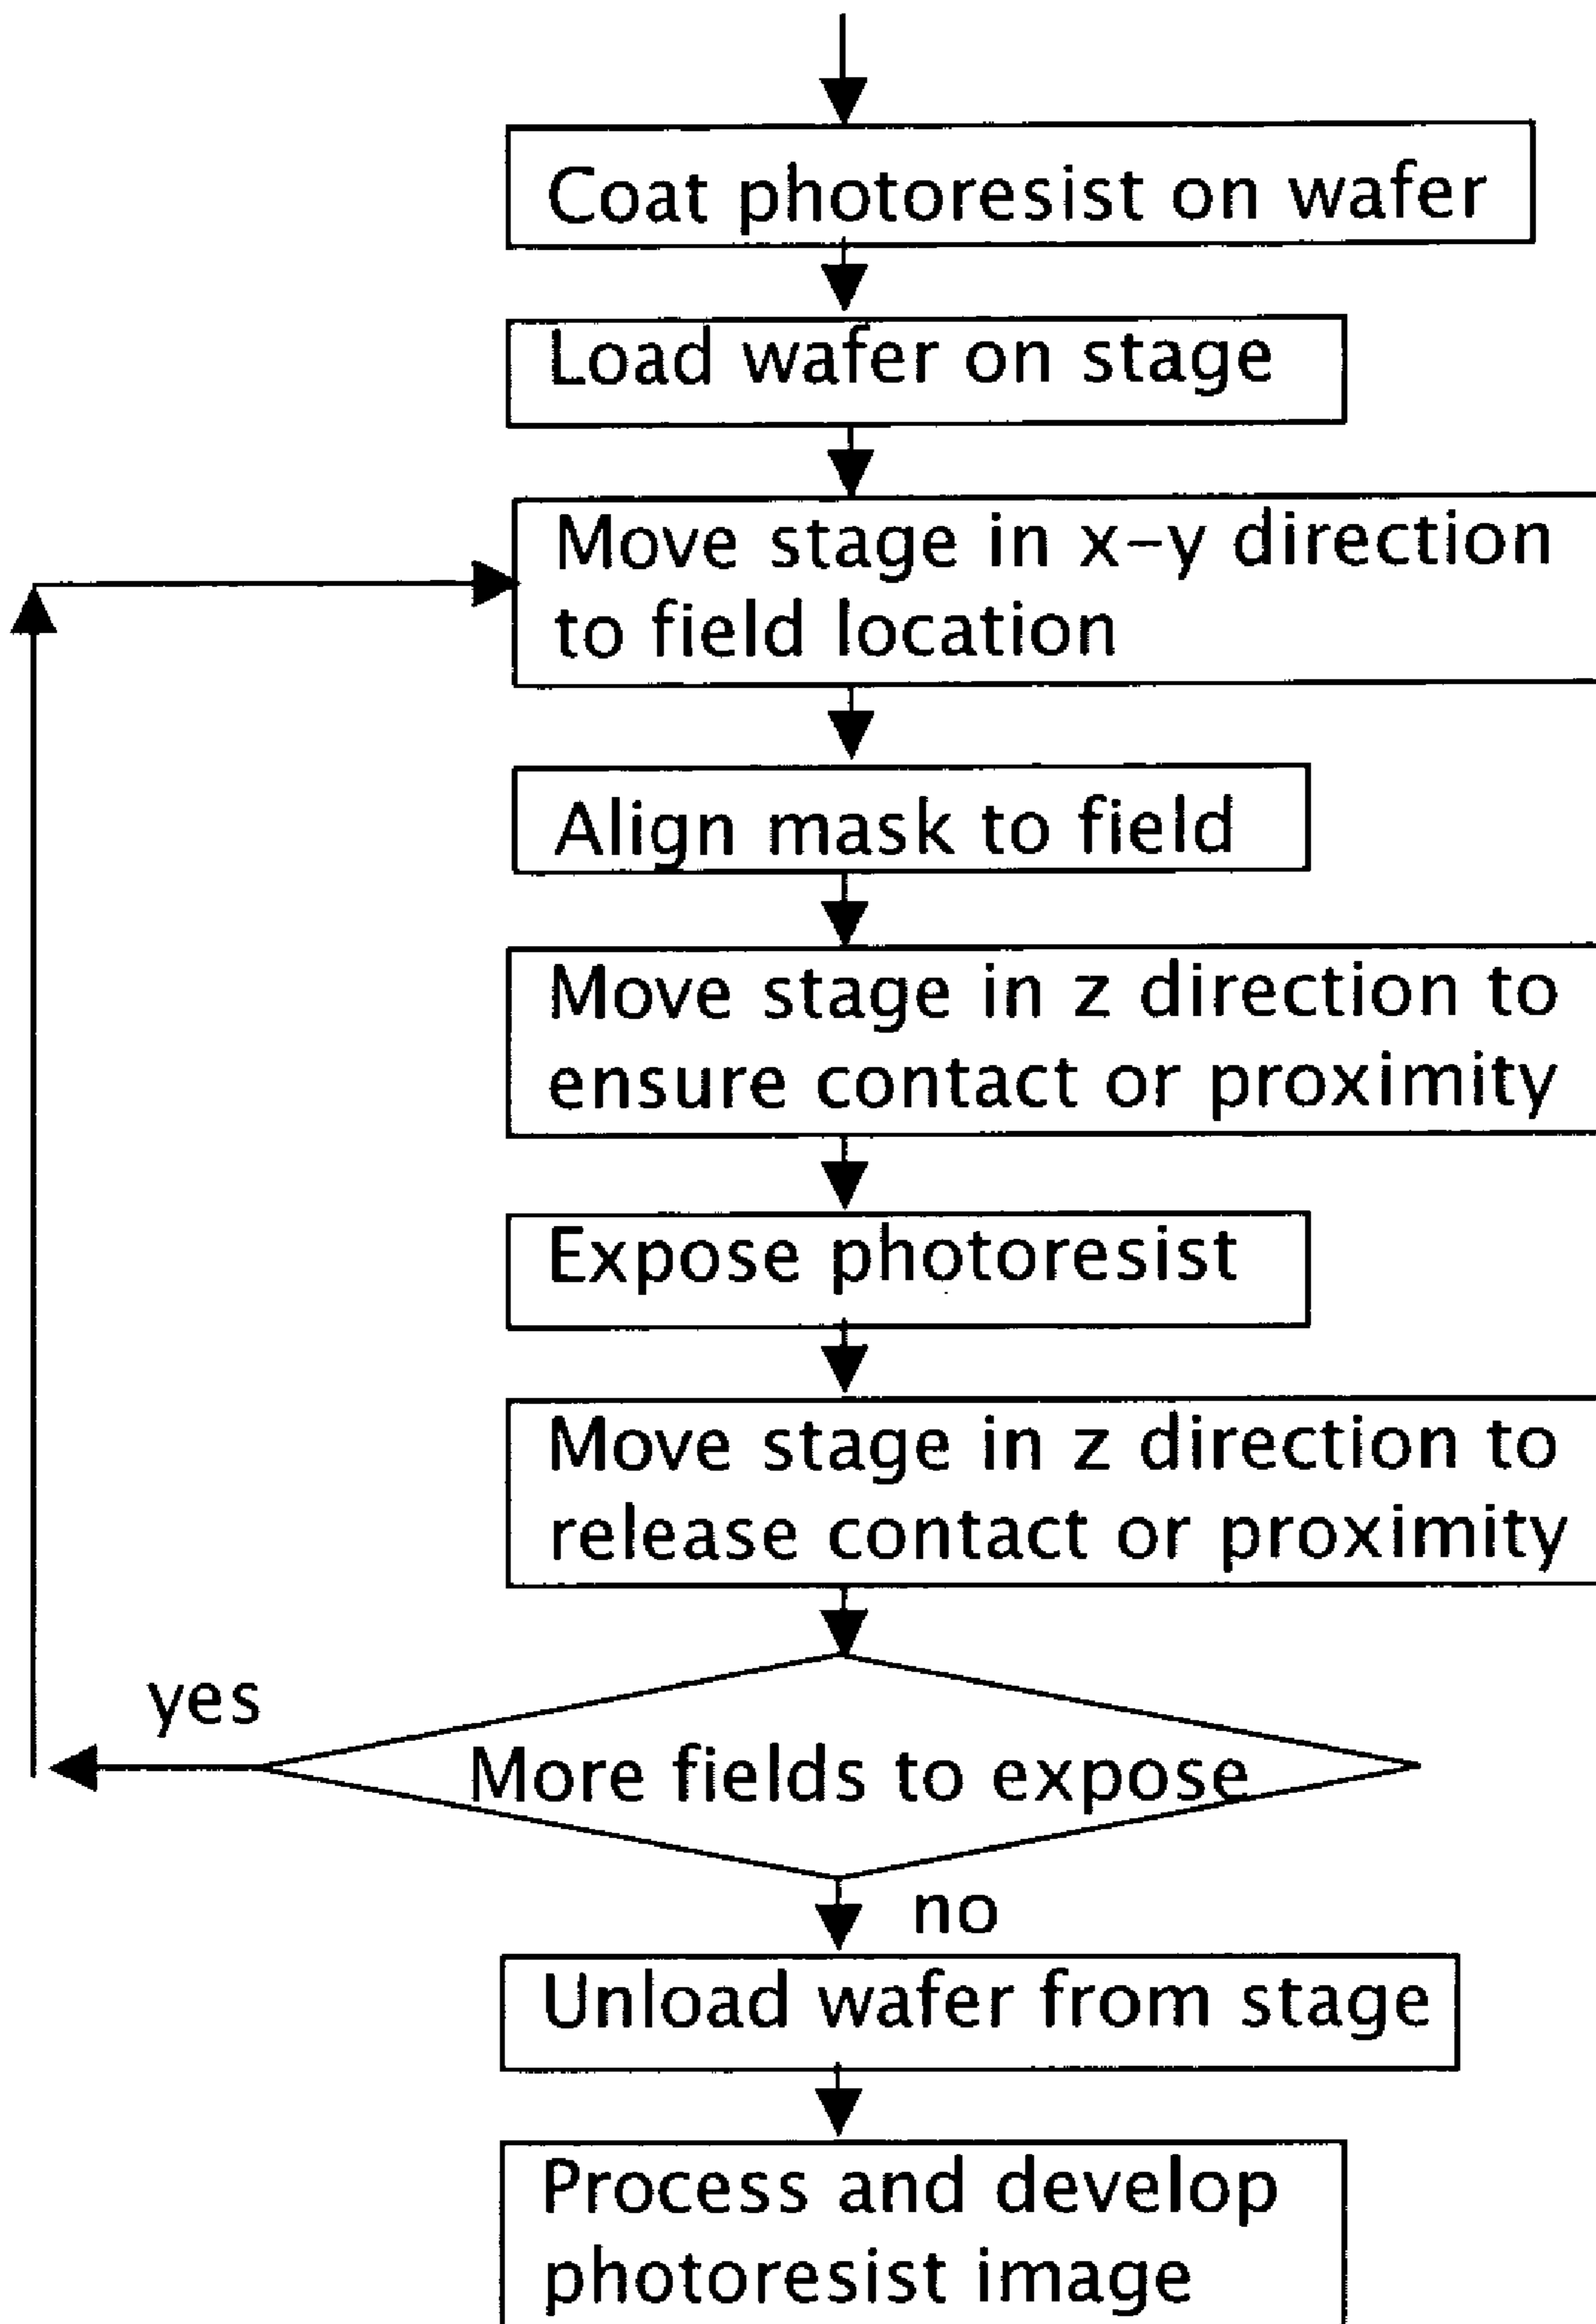 Coat photoresist on wafer
Load wafer on stage
Move stage in x-y direction
to field location
Align mask to field
Move stage in z direction to
ensure contact or proximity
Expose photoresist
Move stage in z direction to
release contact or proximity
yes
More fields to expose
no
Unload wafer from stage
Process and develop
photoresist image